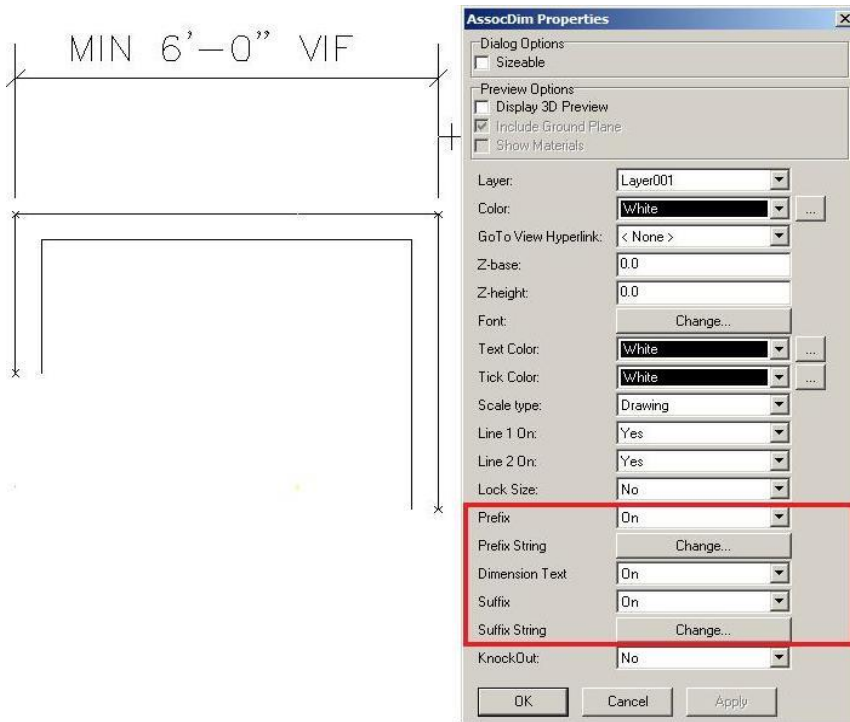 MIN 6'-0" VIF
AssocDim Properties
Dialog Options
Sizeable
Preview Options
Display 3D Preview
Include Ground Plane
Show Materials
Layer: Layer001
Color: White ...
GoTo View Hyperlink: < None >
Z-base: 0.0
Z-height: 0.0
Font: Change...
Text Color: White ...
Tick Color: White ...
Scale type: Drawing
Line 1 On: Yes
Line 2 On: Yes
Lock Size: No
Prefix On
Prefix String Change...
Dimension Text On
Suffix On
Suffix String Change...
KnockOut: No
OK Cancel Apply